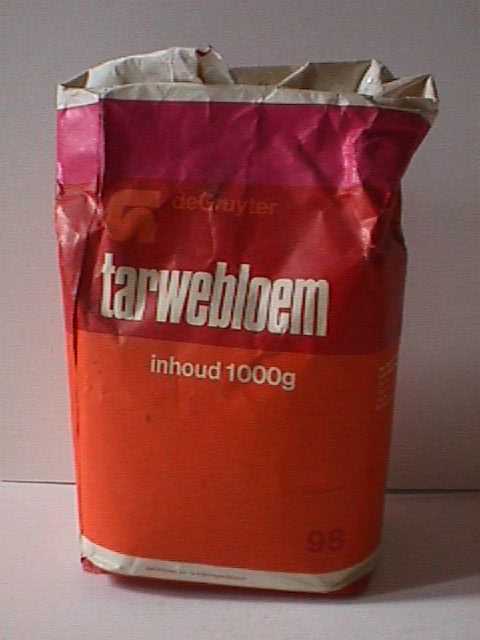 deGruyter
tarwebloem
inhoud 1000g
98